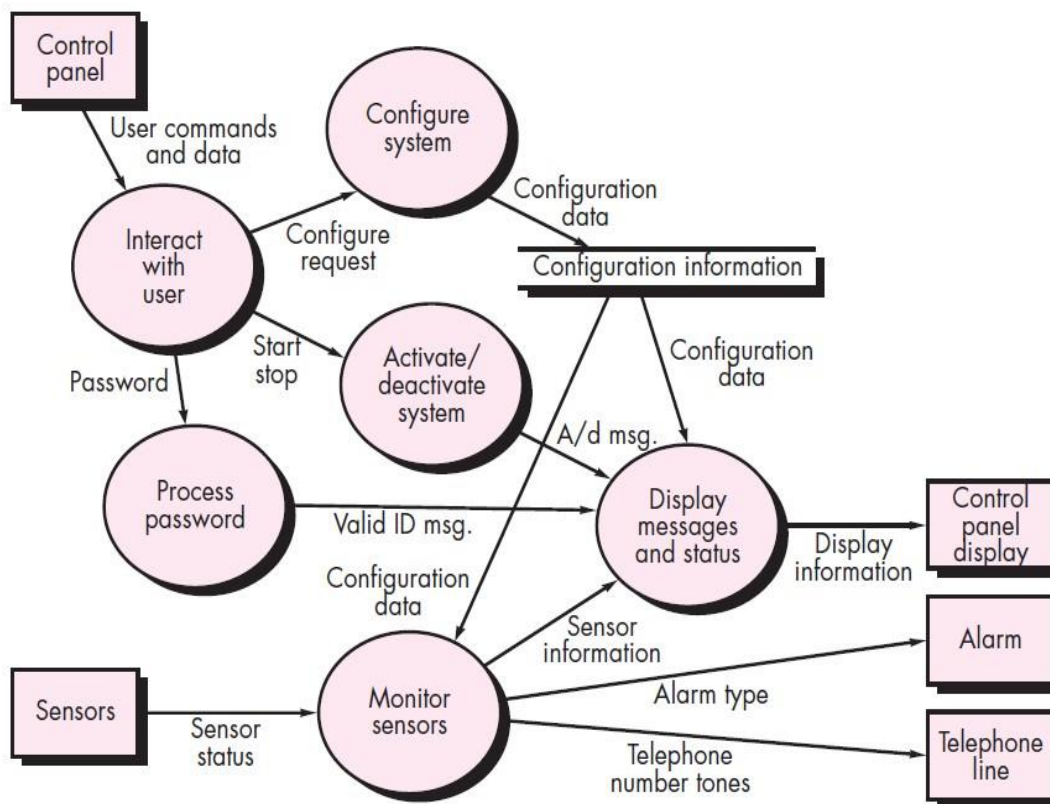 Control
panel
User commands
and data
Configure
system
Configuration
data
Interact
with
user
Configure
request
Configuration information
Start
stop
Activate/
deactivate
system
Configuration
data
Password
A/d msg.
Process
password
Valid ID msg.
Display
messages
and status
Control
panel
display
Display
information
Configuration
data
Sensor
information
Alarm
Sensors
Sensor
status
Monitor
sensors
Alarm type
Telephone
number tones
Telephone
line